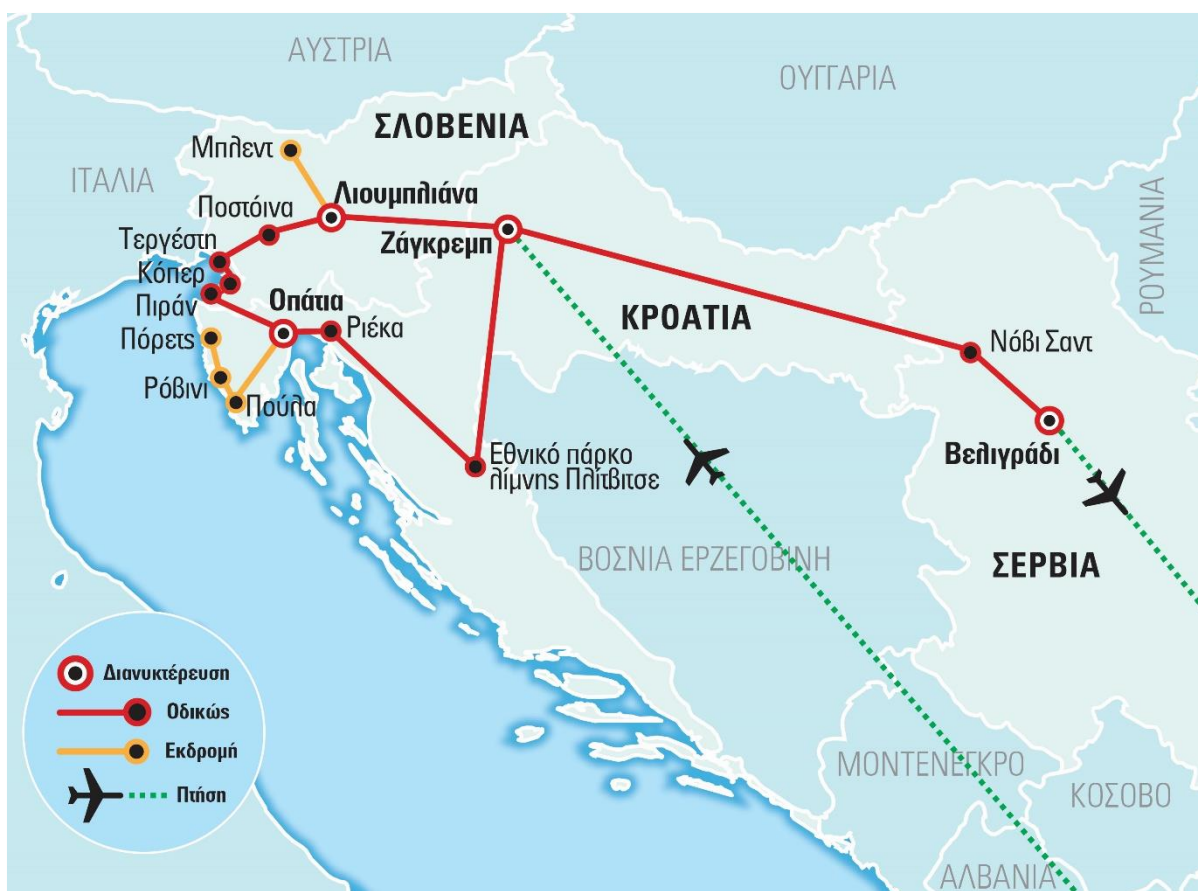 ΑΥΣΤΡΙΑ
ΟΥΓΓΑΡΙΑ
ΣΛΟΒΕΝΙΑ
Μπλεντ
ΙΤΑΛΙΑ
Λιουμπλιάνα
Ποστόινα
Ζάγκρεμπ
Τεργέστη
Κόπερ
Πιράν
Οπάτια
ΡΟΥΜΑΝΙΑ
ΚΡΟΑΤΙΑ
Ριέκα
Πόρετς
Νόβι Σαντ
Ρόβινι
Πούλα
Βελιγράδι
Εθνικό πάρκο
λίμνης Πλίτβιτσε
ΒΟΣΝΙΑ ΕΡΖΕΓΟΒΙΝΗ
ΣΕΡΒΙΑ
Διανυκτέρευση
Οδικώς
Εκδρομή
Πτήση
ΜΟΝΤΕΝΕΓΚΡΟ
ΚΟΣΟΒΟ
ΑΛΒΑΝΙΑ